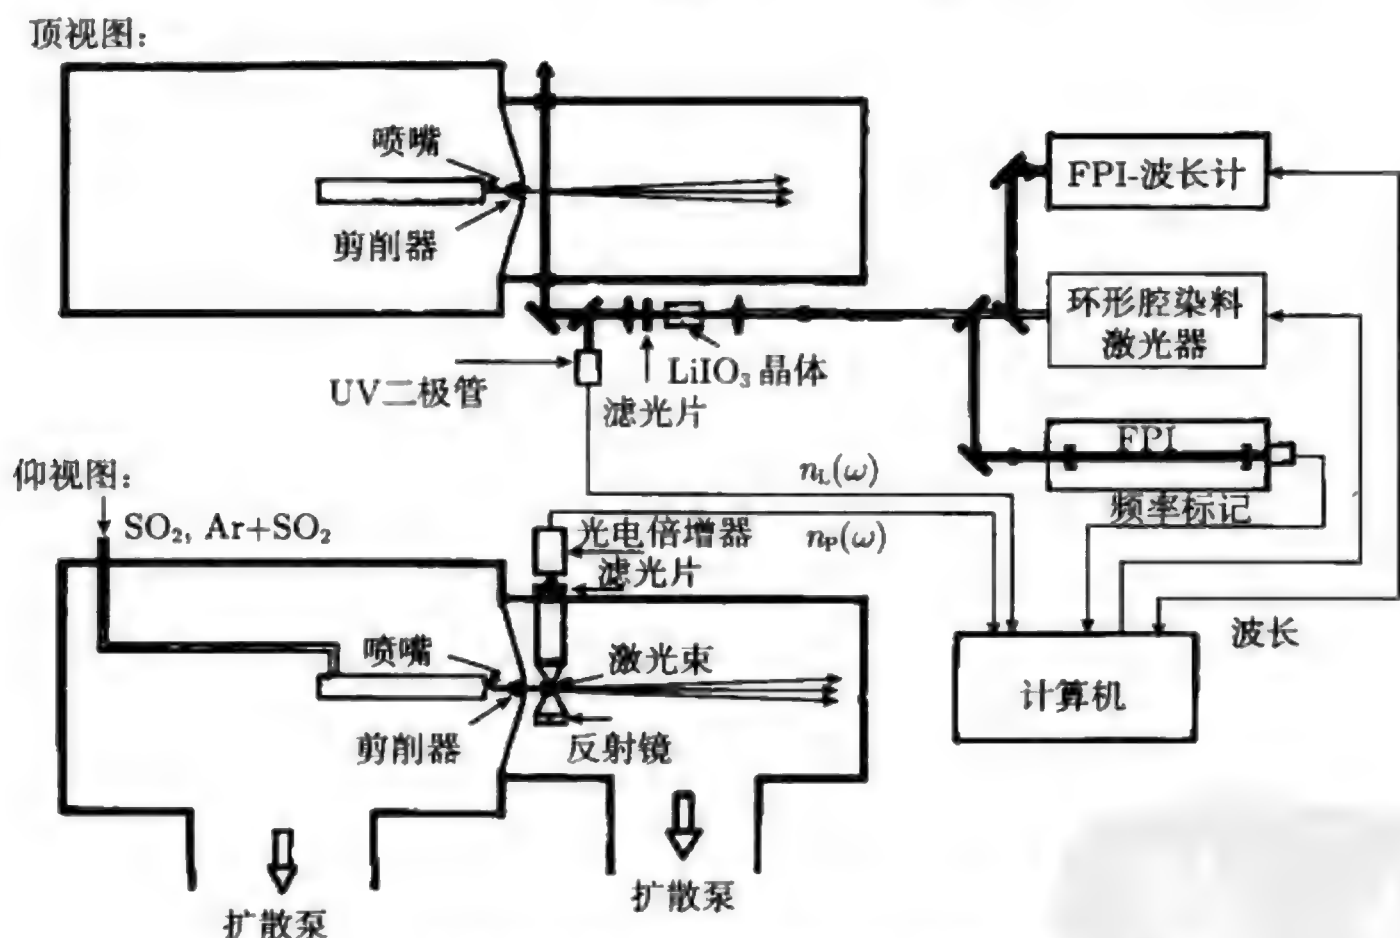 顶视图:
喷嘴
剪削器
FPI-波长计
环形腔染料
激光器
LiIO₃ 晶体
UV二极管
滤光片
FPI
频率标记
n_L(ω)
仰视图:
SO₂, Ar+SO₂
光电倍增器
n_P(ω)
滤光片
喷嘴
激光束
波长
计算机
剪削器
反射镜
扩散泵
扩散泵